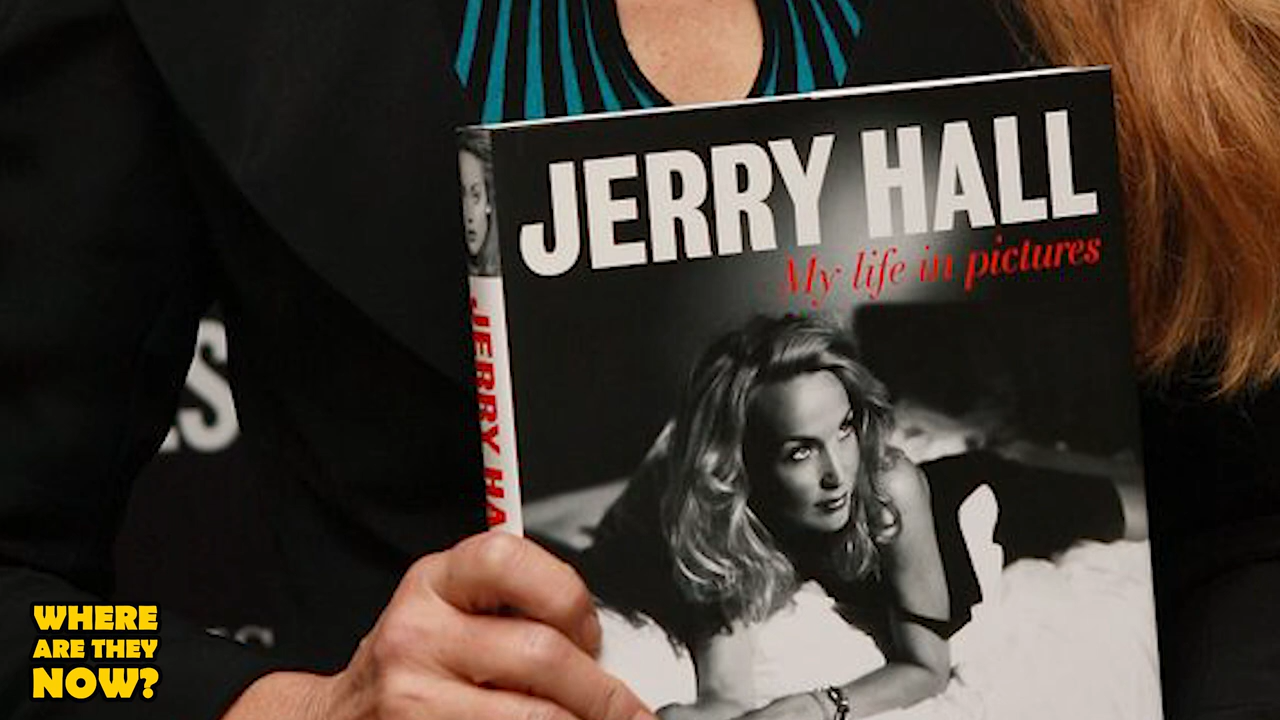 JERRY HALL
My life in pictures
JERRY HA
WHERE
ARE THEY
NOW?